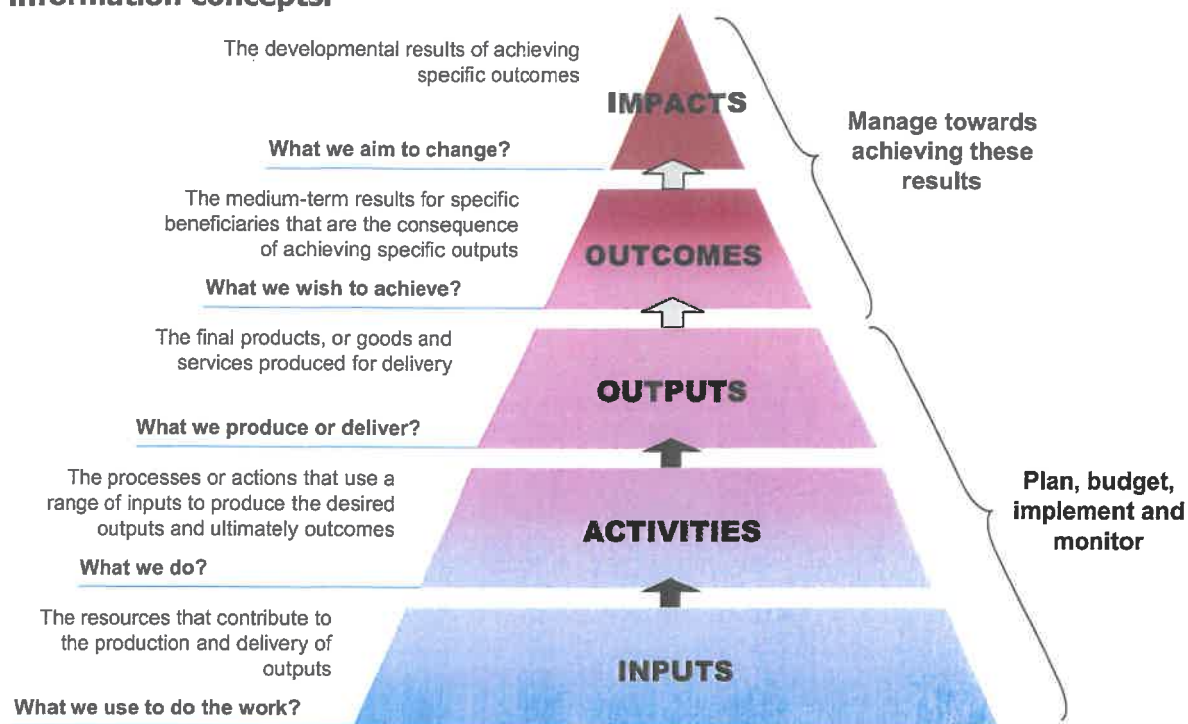 The developmental results of achieving
specific outcomes
IMPACTS
What we aim to change?
Manage towards
achieving these
results
The medium-term results for specific
beneficiaries that are the consequence
of achieving specific outputs
OUTCOMES
What we wish to achieve?
The final products, or goods and
services produced for delivery
OUTPUTS
What we produce or deliver?
The processes or actions that use a
range of inputs to produce the desired
outputs and ultimately outcomes
ACTIVITIES
What we do?
Plan, budget,
implement and
monitor
The resources that contribute to
the production and delivery of
outputs
INPUTS
What we use to do the work?